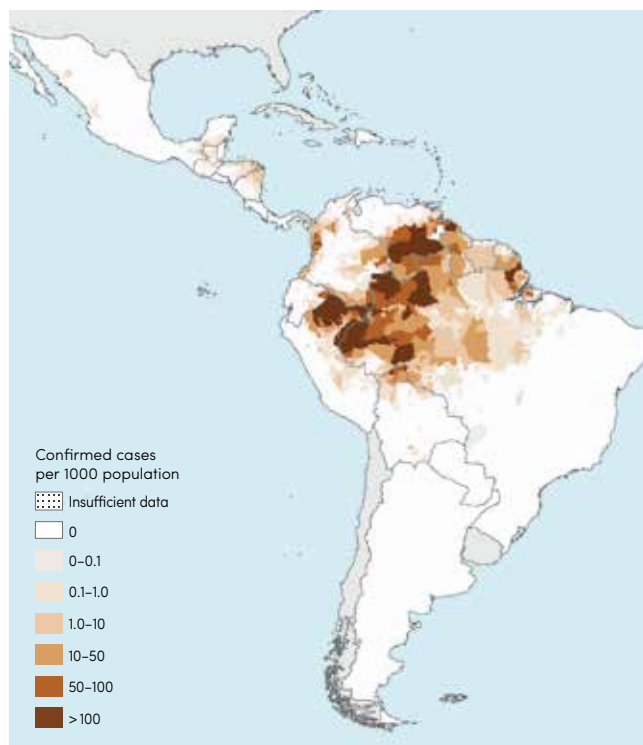 Confirmed cases
per 1000 population
Insufficient data
0
0–0.1
0.1–1.0
1.0–10
10–50
50–100
>100